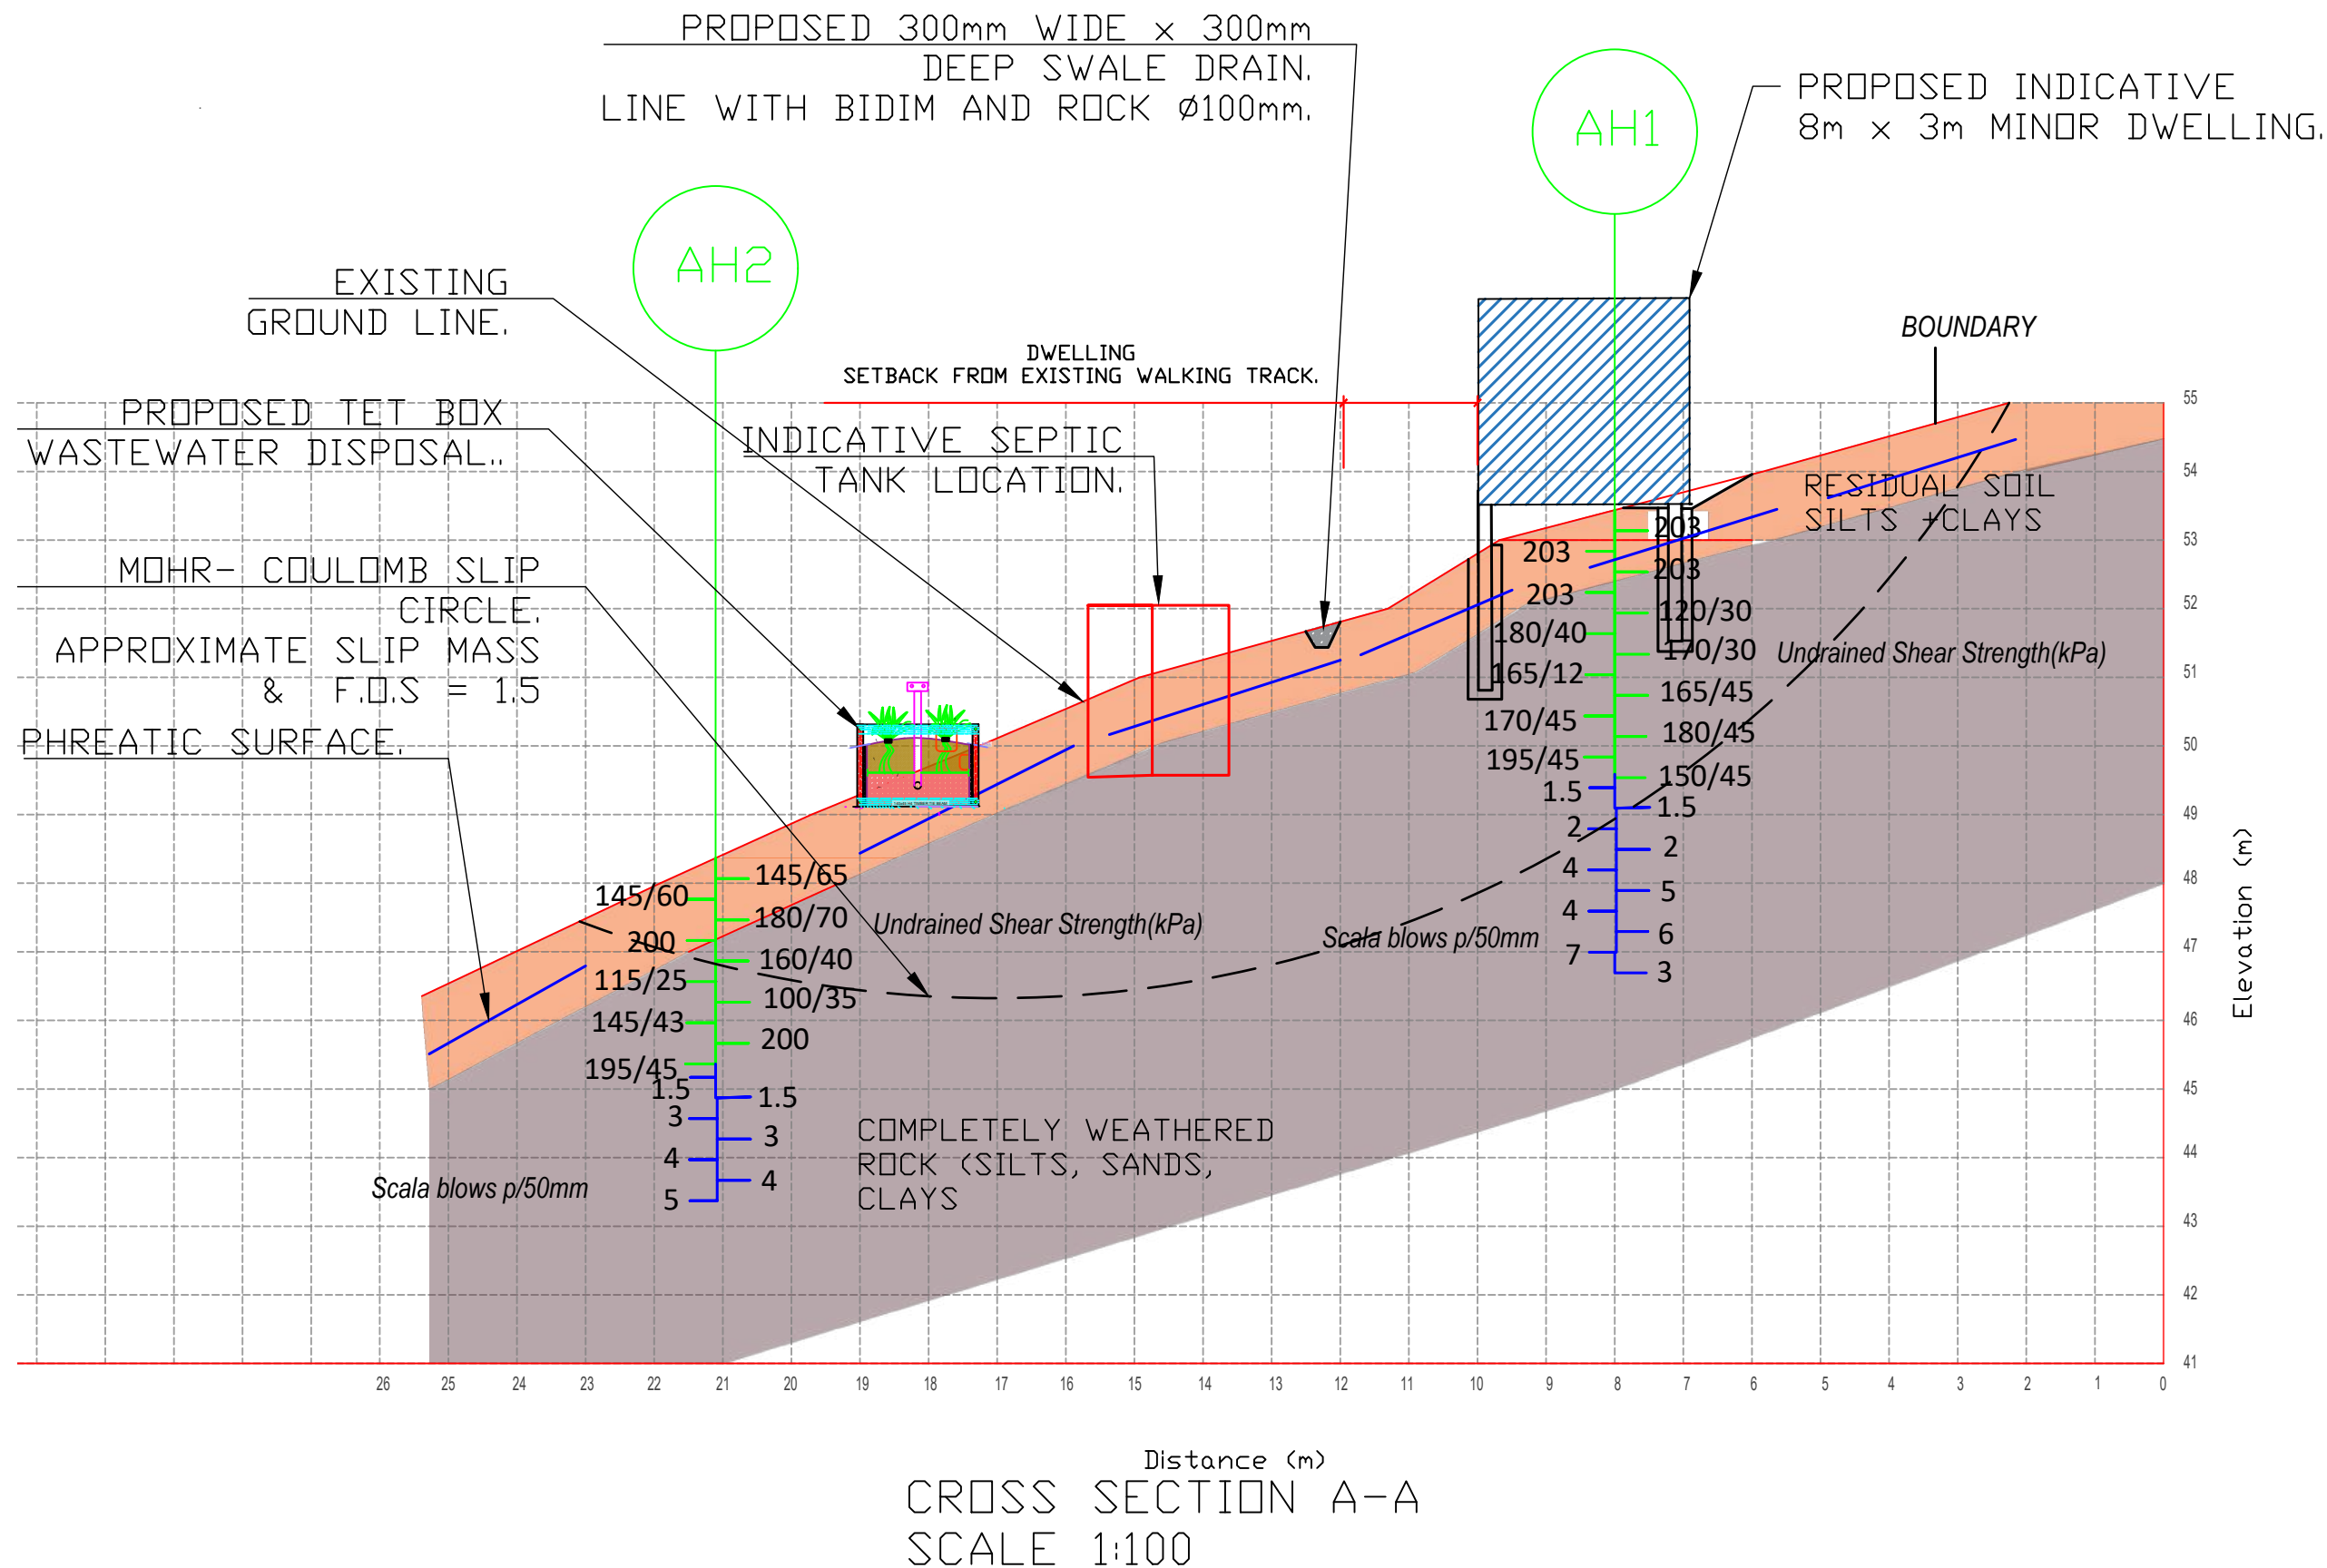 PROPOSED 300mm WIDE x 300mm
DEEP SWALE DRAIN.
LINE WITH BIDIM AND ROCK Ø100mm.
AH1
PROPOSED INDICATIVE
8m x 3m MINOR DWELLING.
AH2
EXISTING
GROUND LINE.
BOUNDARY
DWELLING
SETBACK FROM EXISTING WALKING TRACK.
PROPOSED TET BOX
WASTEWATER DISPOSAL..
INDICATIVE SEPTIC
TANK LOCATION.
MOHR- COULOMB SLIP
CIRCLE.
APPROXIMATE SLIP MASS
& F.O.S = 1.5
PHREATIC SURFACE.
RESIDUAL SOIL
SILTS +CLAYS
203
203
203
203
120/30
180/40
170/30
Undrained Shear Strength(kPa)
165/12
165/45
170/45
180/45
195/45
150/45
1.5
1.5
2
2
4
5
4
6
7
3
Scala blows p/50mm
145/65
145/60
180/70
Undrained Shear Strength(kPa)
200
160/40
115/25
100/35
145/43
200
195/45
1.5
1.5
3
3
4
4
5
Scala blows p/50mm
COMPLETELY WEATHERED
ROCK (SILTS, SANDS,
CLAYS
55
54
53
52
51
50
49
48
47
46
45
44
43
42
41
Elevation (m)
26 25 24 23 22 21 20 19 18 17 16 15 14 13 12 11 10 9 8 7 6 5 4 3 2 1 0
Distance (m)
CROSS SECTION A-A
SCALE 1:100